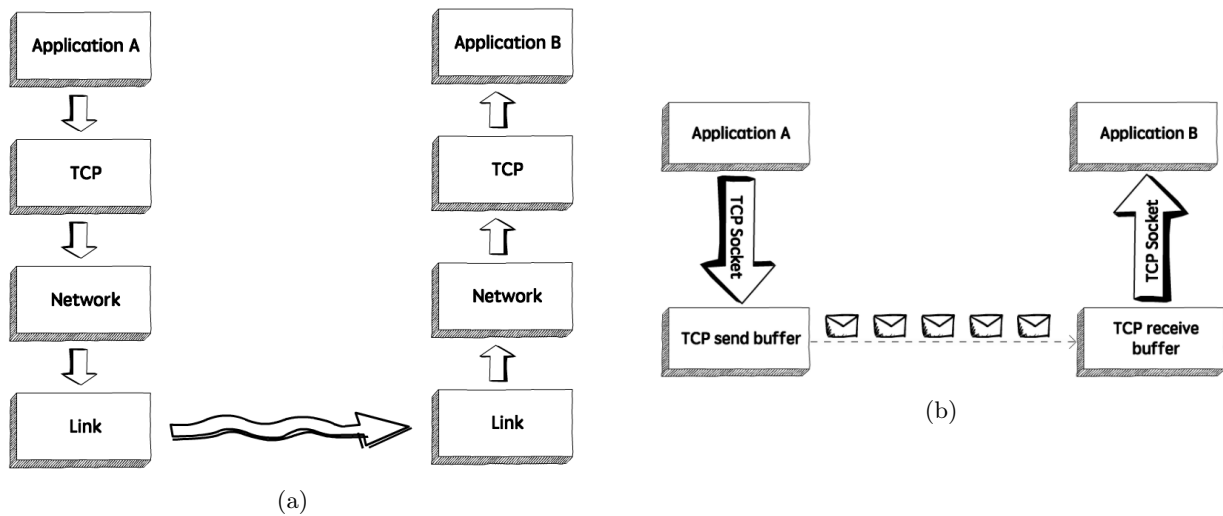 Application A
TCP
Network
Link
Application B
TCP
Network
Link
(a)
Application A
TCP Socket
TCP send buffer
Application B
TCP Socket
TCP receive
buffer
(b)